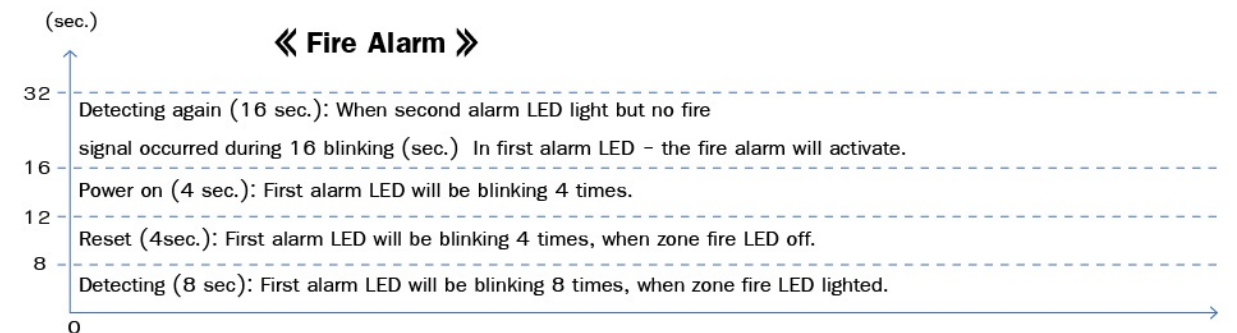 (sec.)
《 Fire Alarm 》
32
Detecting again (16 sec.): When second alarm LED light but no fire
signal occurred during 16 blinking (sec.) In first alarm LED - the fire alarm will activate.
16
Power on (4 sec.): First alarm LED will be blinking 4 times.
12
Reset (4sec.): First alarm LED will be blinking 4 times, when zone fire LED off.
8
Detecting (8 sec): First alarm LED will be blinking 8 times, when zone fire LED lighted.
0